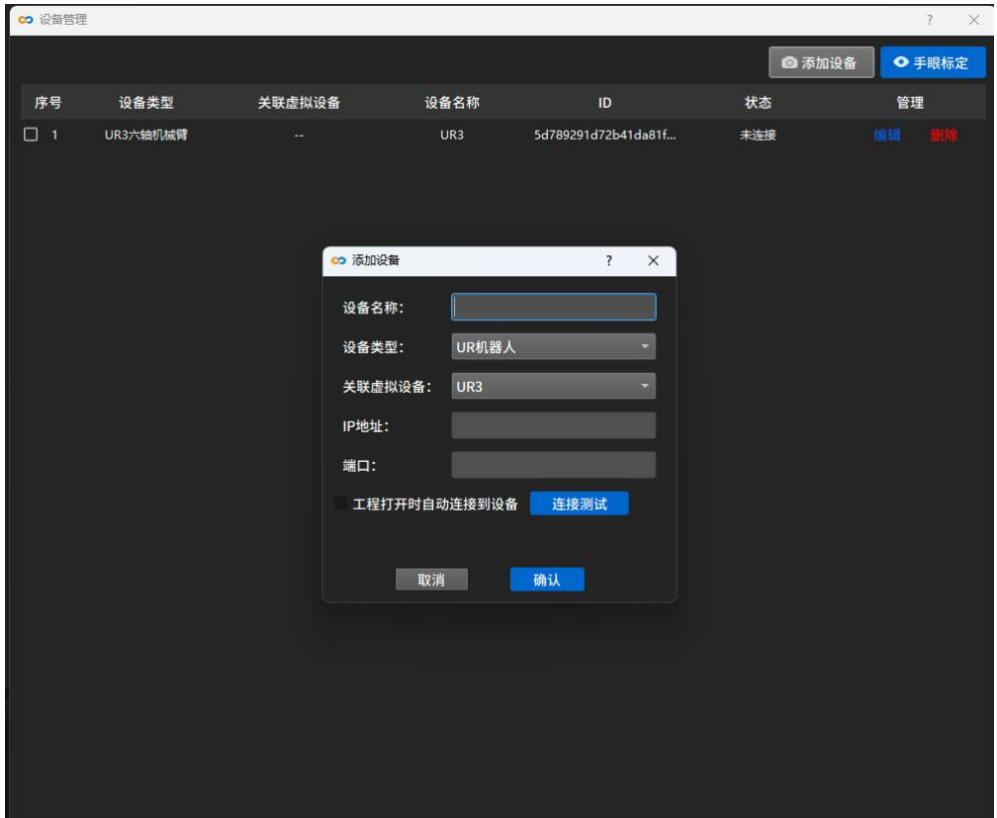 设备管理
添加设备 手眼标定
序号 设备类型 关联虚拟设备 设备名称 ID 状态 管理
1 UR3六轴机械臂 -- UR3 5d789291d72b41da81f... 未连接 编辑 删除
添加设备
设备名称：
设备类型： UR机器人
关联虚拟设备： UR3
IP地址：
端口：
工程打开时自动连接到设备 连接测试
取消 确认